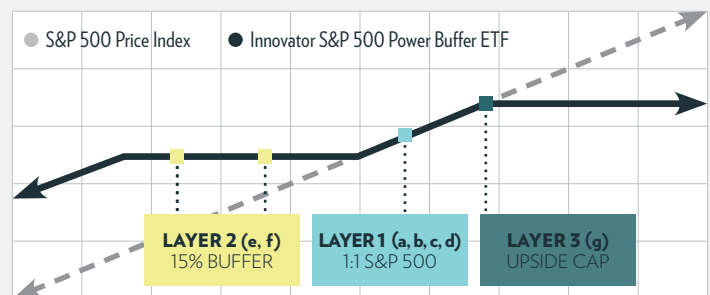 S&P 500 Price Index
Innovator S&P 500 Power Buffer ETF
LAYER 2 (e, f)
15% BUFFER
LAYER 1 (a, b, c, d)
1:1 S&P 500
LAYER 3 (g)
UPSIDE CAP